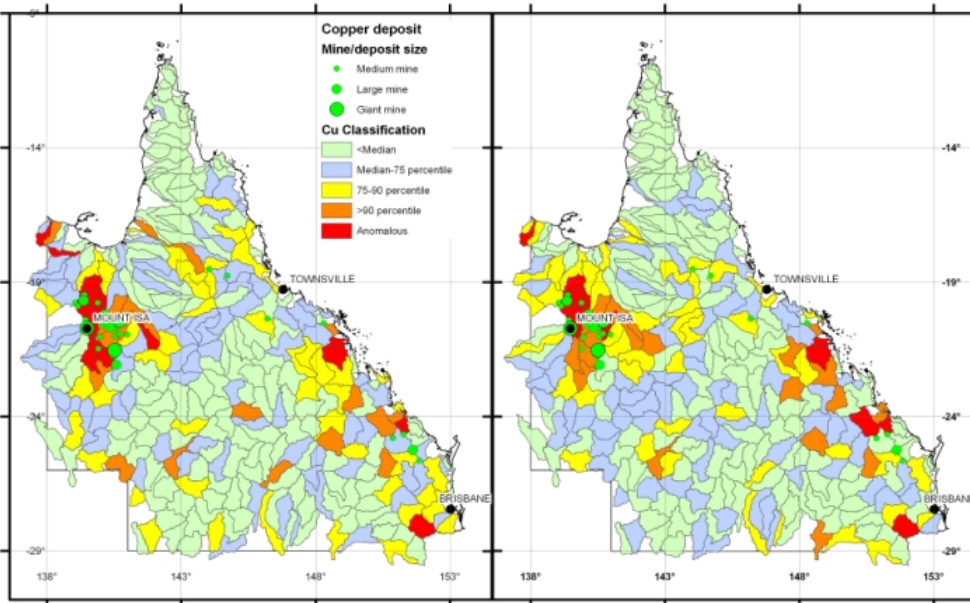 9°
Copper deposit
Mine/deposit size
Medium mine
Large mine
Giant mine
Cu Classification
<Median
Median-75 percentile
75-90 percentile
>90 percentile
Anomalous
-14°
-14°
-19°
-19°
TOWNSVILLE
TOWNSVILLE
MOUNT ISA
MOUNT ISA
-24°
-24°
BRISBANE
BRISBAN
-29°
-29°
138°
143°
148°
153°
138°
143°
148°
153°